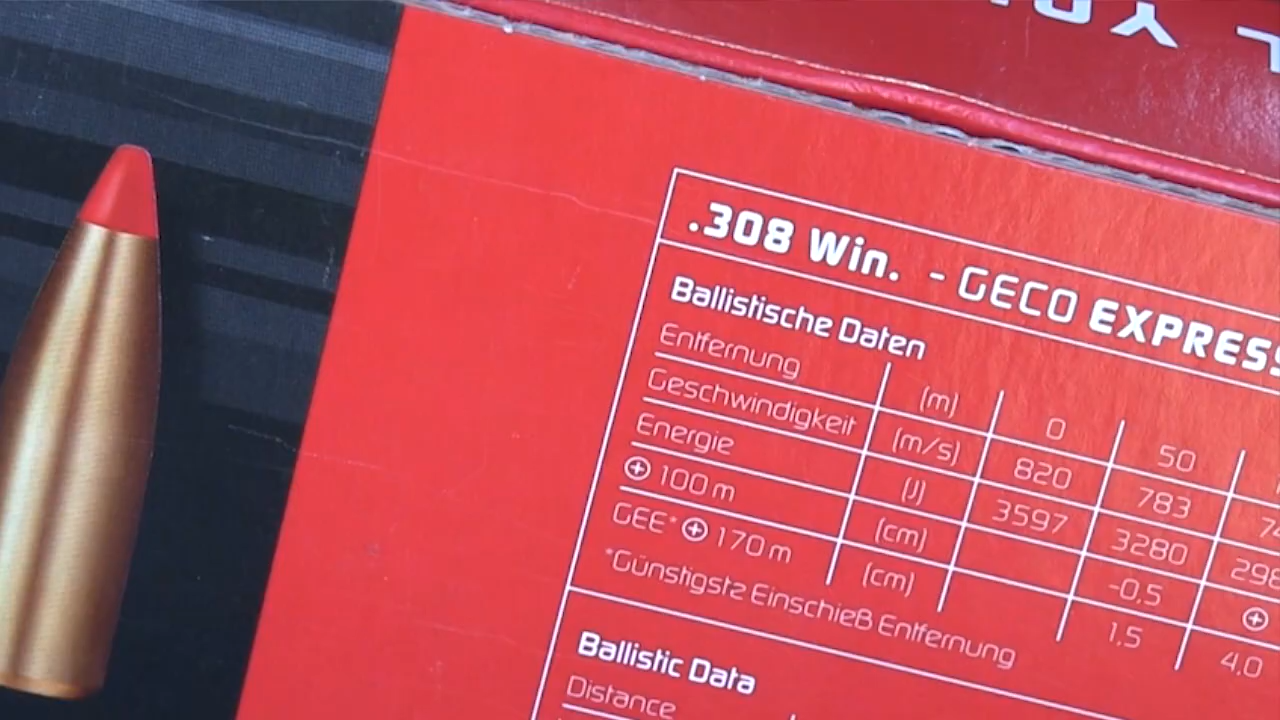 .308 Win. - GECO EXPRESS
Ballistische Daten
Entfernung (m) 0 50
Geschwindigkeit (m/s) 820 783
Energie (J) 3597 3280
⊕ 100 m (cm) -0,5 ⊕
GEE* ⊕ 170 m (cm) 1,5 4,0
*Günstigste Einschieß Entfernung
Ballistic Data
Distance